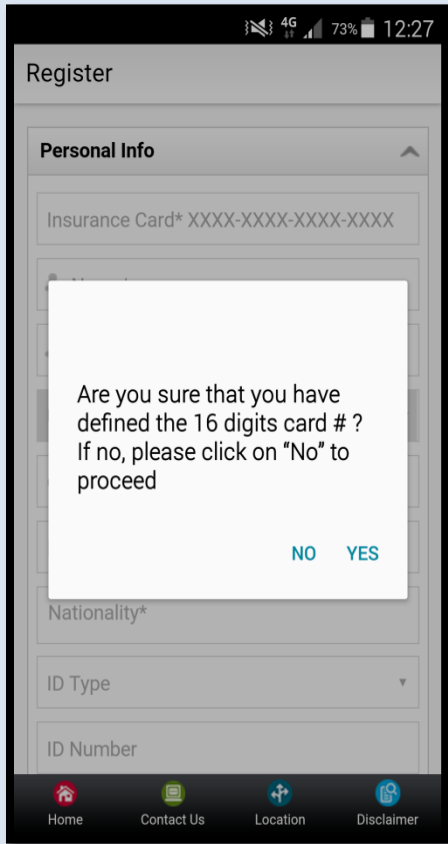 4G 73% 12:27
Register
Personal Info
Insurance Card* XXXX-XXXX-XXXX-XXXX
Are you sure that you have
defined the 16 digits card # ?
If no, please click on “No” to
proceed
NO YES
Nationality*
ID Type
ID Number
Home Contact Us Location Disclaimer